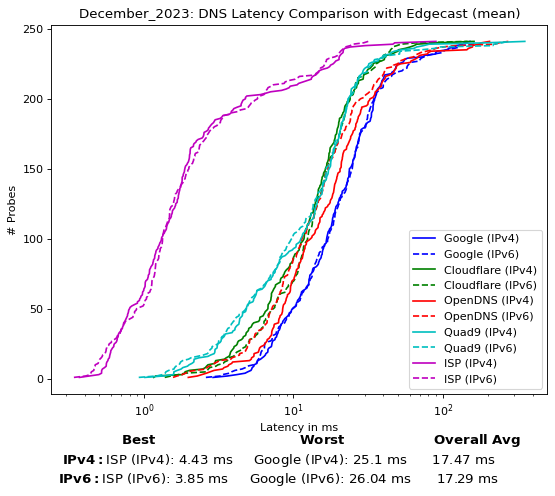 December_2023: DNS Latency Comparison with Edgecast (mean)
250
200
150
100
50
0
# Probes
10⁰
10¹
10²
Latency in ms
Google (IPv4)
Google (IPv6)
Cloudflare (IPv4)
Cloudflare (IPv6)
OpenDNS (IPv4)
OpenDNS (IPv6)
Quad9 (IPv4)
Quad9 (IPv6)
ISP (IPv4)
ISP (IPv6)
Best Worst Overall Avg
IPv4: ISP (IPv4): 4.43 ms Google (IPv4): 25.1 ms 17.47 ms
IPv6: ISP (IPv6): 3.85 ms Google (IPv6): 26.04 ms 17.29 ms